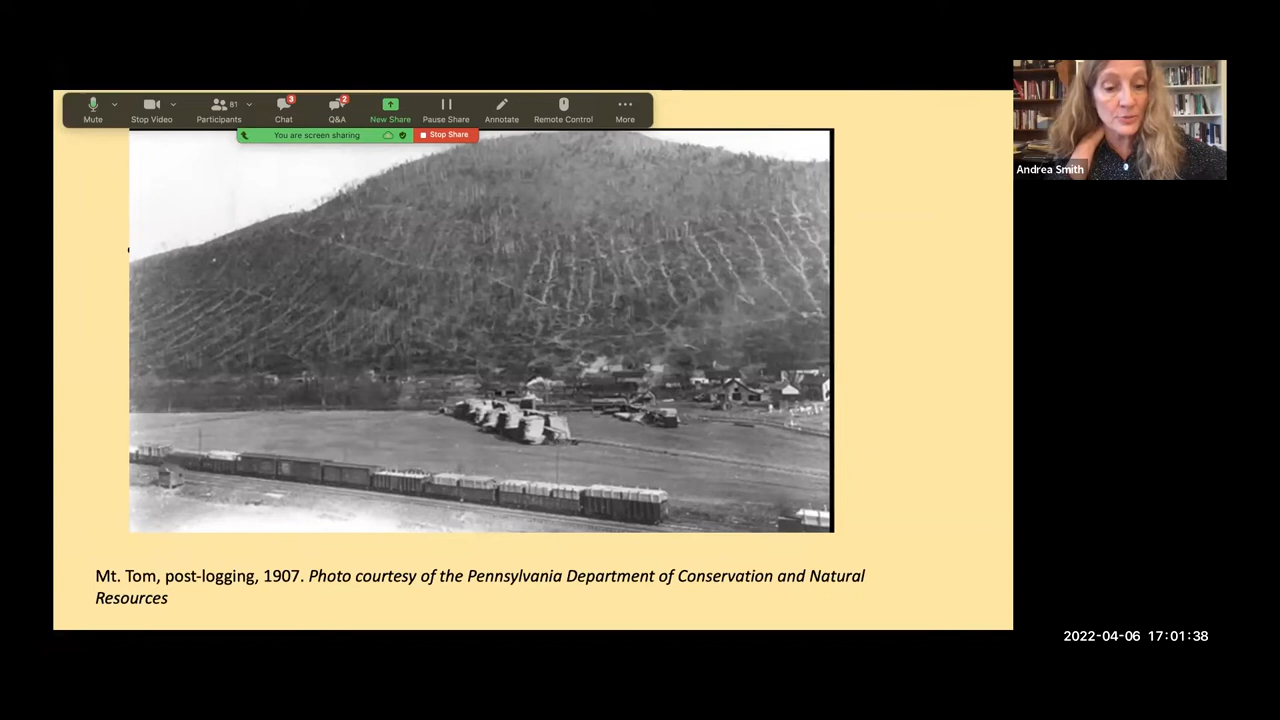 Mute
Stop Video
Participants
81
Chat
3
Q&A
2
New Share
Pause Share
Annotate
Remote Control
More
You are screen sharing
Stop Share
Andrea Smith
Mt. Tom, post-logging, 1907. Photo courtesy of the Pennsylvania Department of Conservation and Natural
Resources
2022-04-06 17:01:38